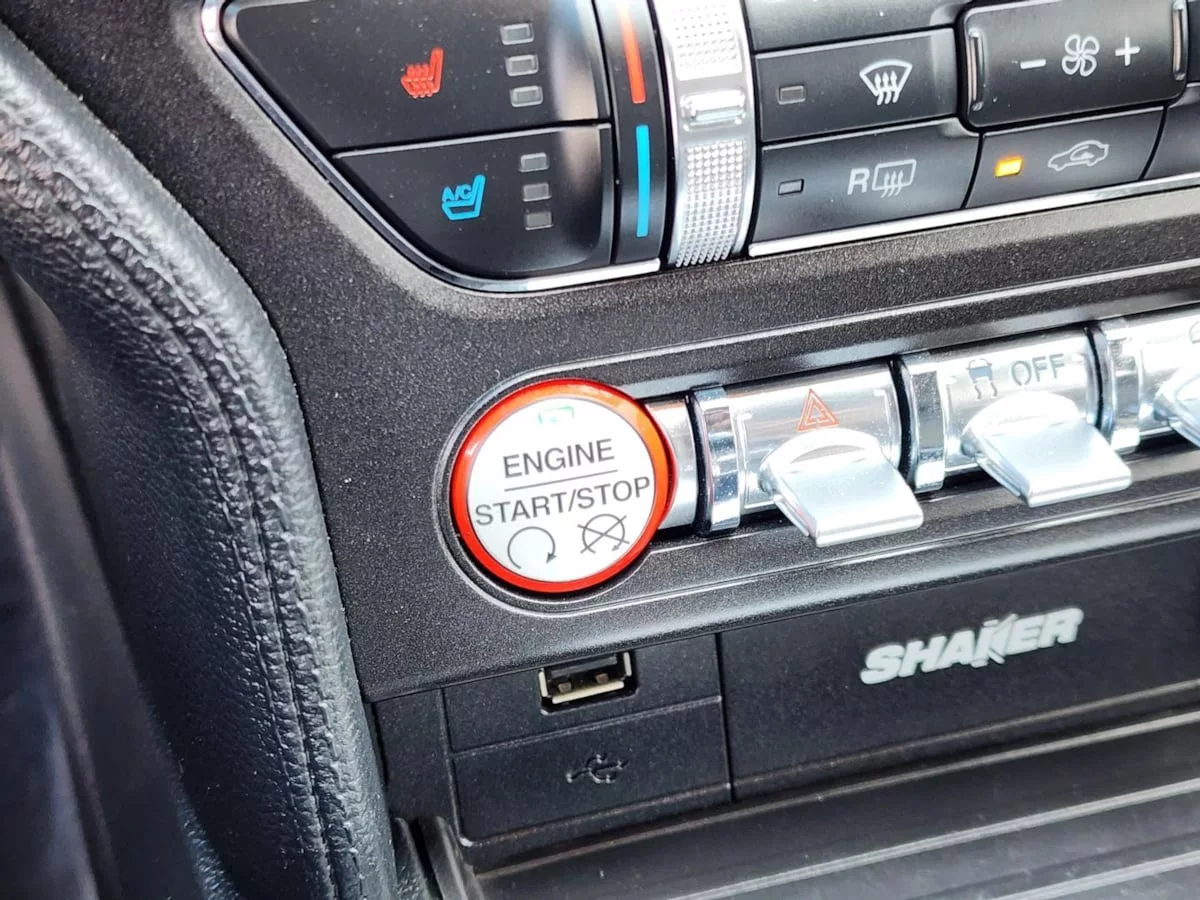 A/C
R
- +
OFF
ENGINE
START/STOP
SHAKER